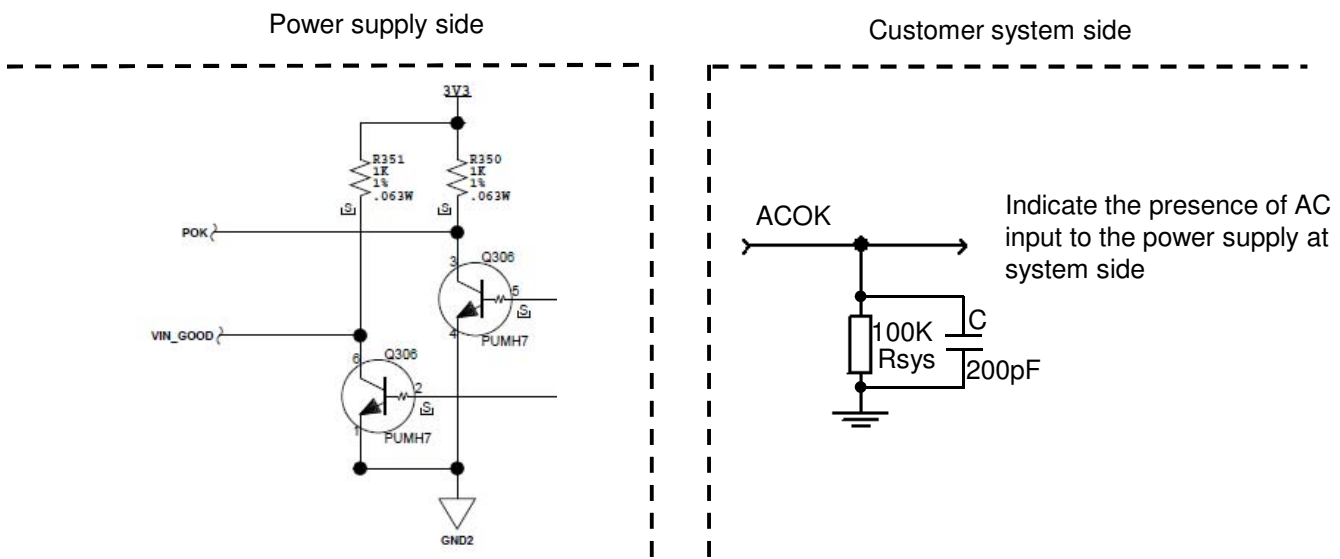 Power supply side
Customer system side
3V3
R351
1K
1%
.063W
R350
1K
1%
.063W
S
S
POK
3
Q306
5
S
4
PUMH7
VIN_GOOD
6
Q306
2
S
1
PUMH7
GND2
ACOK
Indicate the presence of AC
input to the power supply at
system side
100K
Rsys
C
200pF